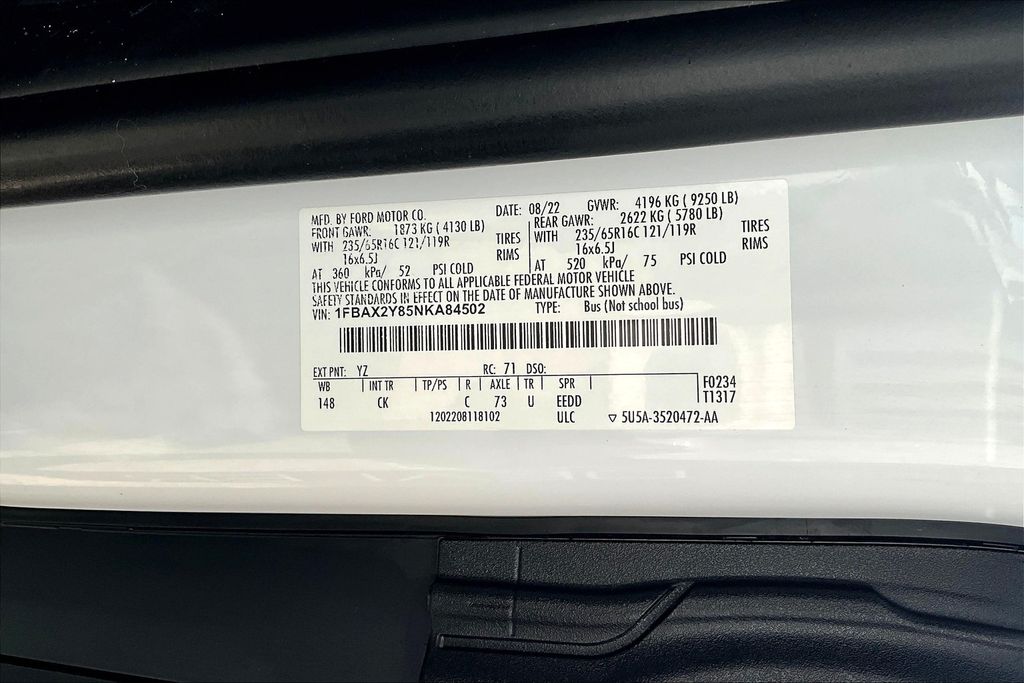 MFD. BY FORD MOTOR CO. DATE: 08/22 GVWR: 4196 KG ( 9250 LB)
FRONT GAWR: 1873 KG ( 4130 LB) REAR GAWR: 2622 KG ( 5780 LB)
WITH 235/65R16C 121/119R TIRES WITH 235/65R16C 121/119R TIRES
16x6.5J RIMS 16x6.5J RIMS
AT 360 kPa/ 52 PSI COLD AT 520 kPa/ 75 PSI COLD
THIS VEHICLE CONFORMS TO ALL APPLICABLE FEDERAL MOTOR VEHICLE
SAFETY STANDARDS IN EFFECT ON THE DATE OF MANUFACTURE SHOWN ABOVE.
VIN: 1FBAX2Y85NKA84502 TYPE: Bus (Not school bus)
EXT PNT: YZ RC: 71 DSO:
WB INT TR TP/PS R AXLE TR SPR F0234
148 CK C 73 U EEDD T1317
1202208118102 ULC ▽ 5U5A-3520472-AA